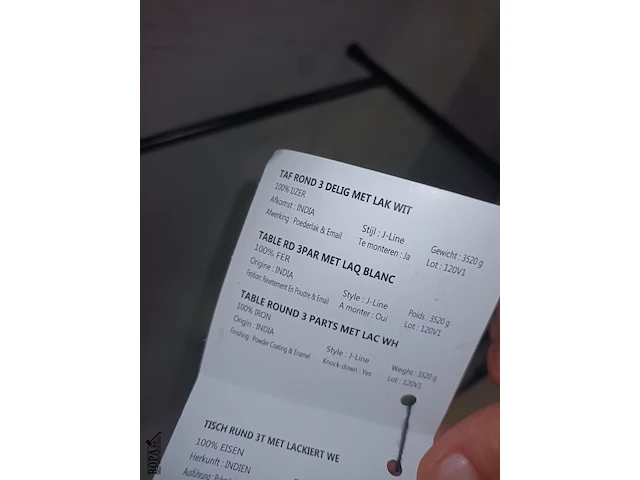 TAF ROND 3 DELIG MET LAK WIT
100% IJZER
Afkomst : INDIA Stijl : J-Line Gewicht : 3520 g
Afwerking : Poederlak & Email Te monteren : Ja Lot : 120V1
TABLE RD 3PAR MET LAQ BLANC
100% FER
Origine : INDIA Style : J-Line Poids : 3520 g
Finition: Revetement En Poudre & Email A monter : Oui Lot : 120V1
TABLE ROUND 3 PARTS MET LAC WH
100% IRON
Origin : INDIA Style : J-Line Weight : 3520 g
Finishing : Powder Coating & Enamel Knock-down : Yes Lot : 120V1
TISCH RUND 3T MET LACKIERT WE
100% EISEN
Herkunft : INDIEN
Ausführung :
BOPA